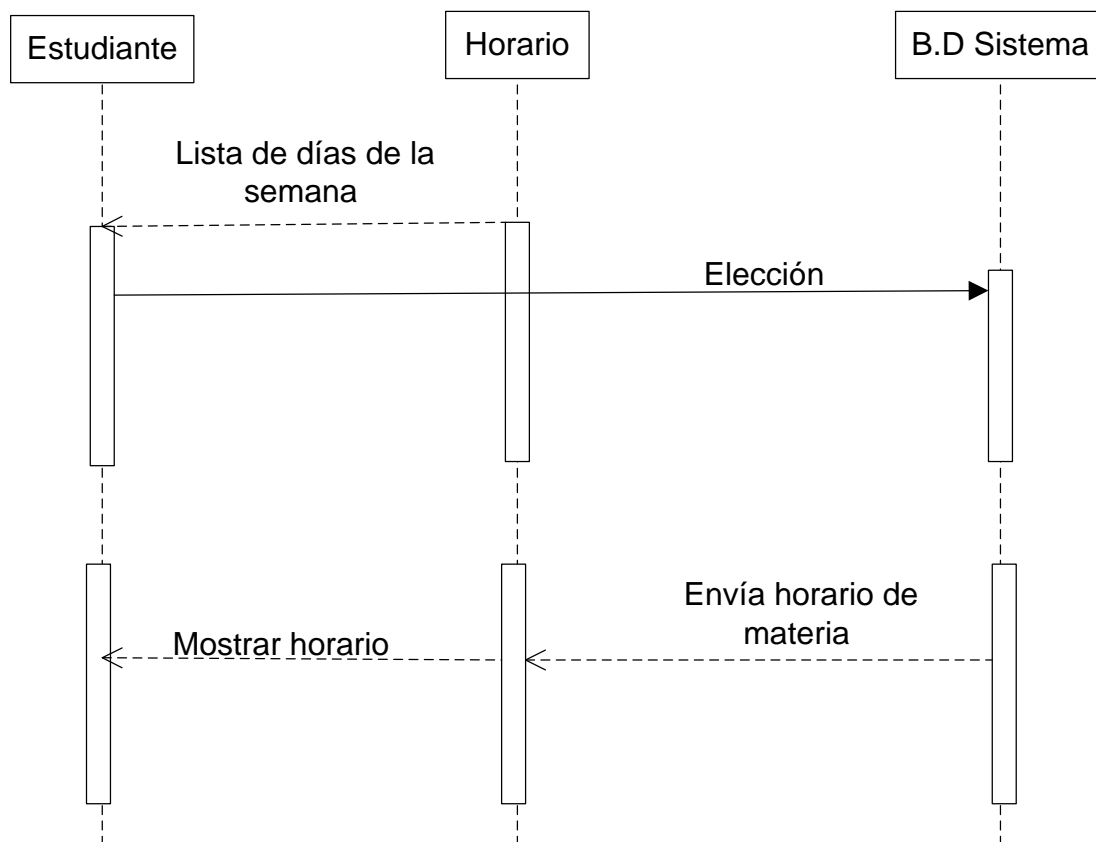 Estudiante
Horario
B.D Sistema
Lista de días de la
semana
Elección
Envía horario de
materia
Mostrar horario